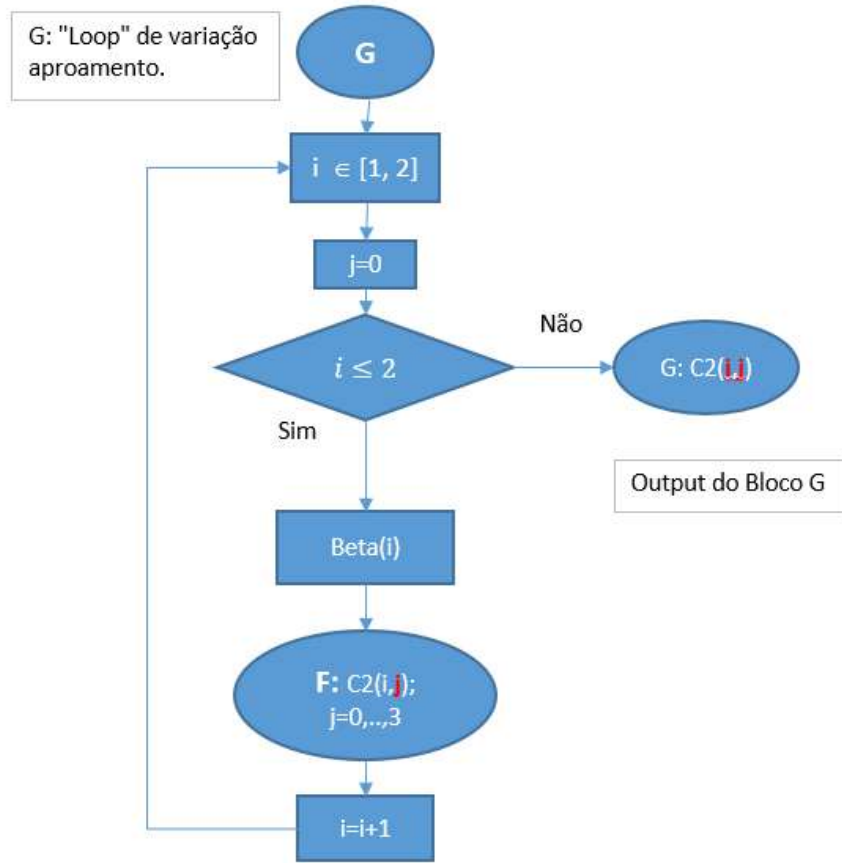 G: "Loop" de variação
aproamento.
G
i ∈ [1, 2]
j=0
i ≤ 2
Não
G: C2(i,j)
Sim
Output do Bloco G
Beta(i)
F: C2(i,j);
j=0,..,3
i=i+1